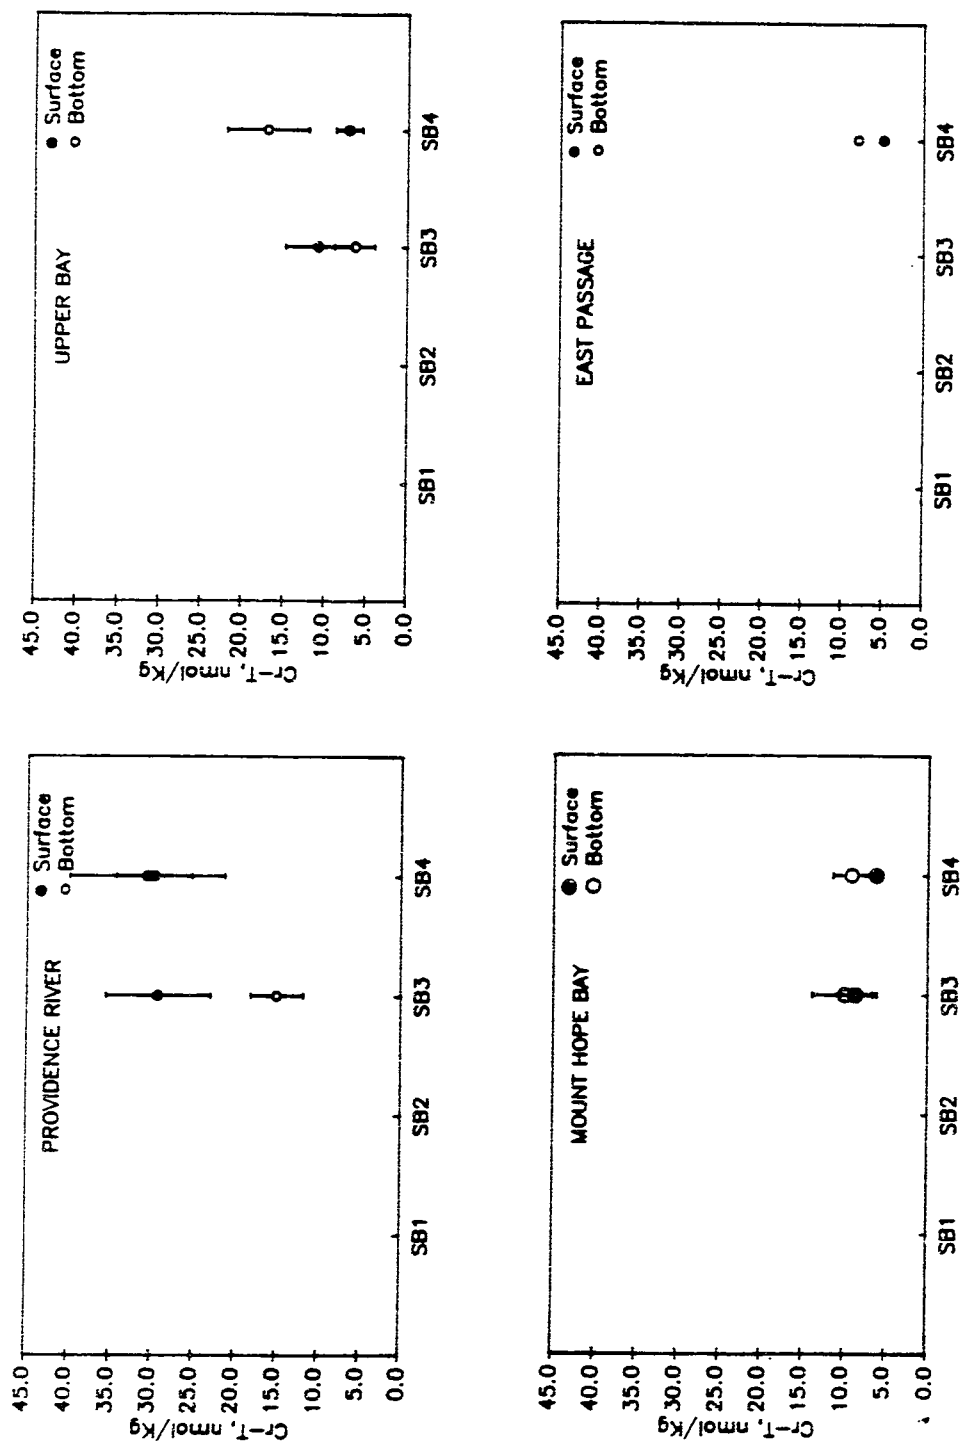 PROVIDENCE RIVER
● Surface
○ Bottom
Cr-T, nmol/Kg
45.0
40.0
35.0
30.0
25.0
20.0
15.0
10.0
5.0
0.0
SB1 SB2 SB3 SB4
UPPER BAY
● Surface
○ Bottom
Cr-T, nmol/Kg
45.0
40.0
35.0
30.0
25.0
20.0
15.0
10.0
5.0
0.0
SB1 SB2 SB3 SB4
MOUNT HOPE BAY
● Surface
○ Bottom
Cr-T, nmol/Kg
45.0
40.0
35.0
30.0
25.0
20.0
15.0
10.0
5.0
0.0
SB1 SB2 SB3 SB4
EAST PASSAGE
● Surface
○ Bottom
Cr-T, nmol/Kg
45.0
40.0
35.0
30.0
25.0
20.0
15.0
10.0
5.0
0.0
SB1 SB2 SB3 SB4